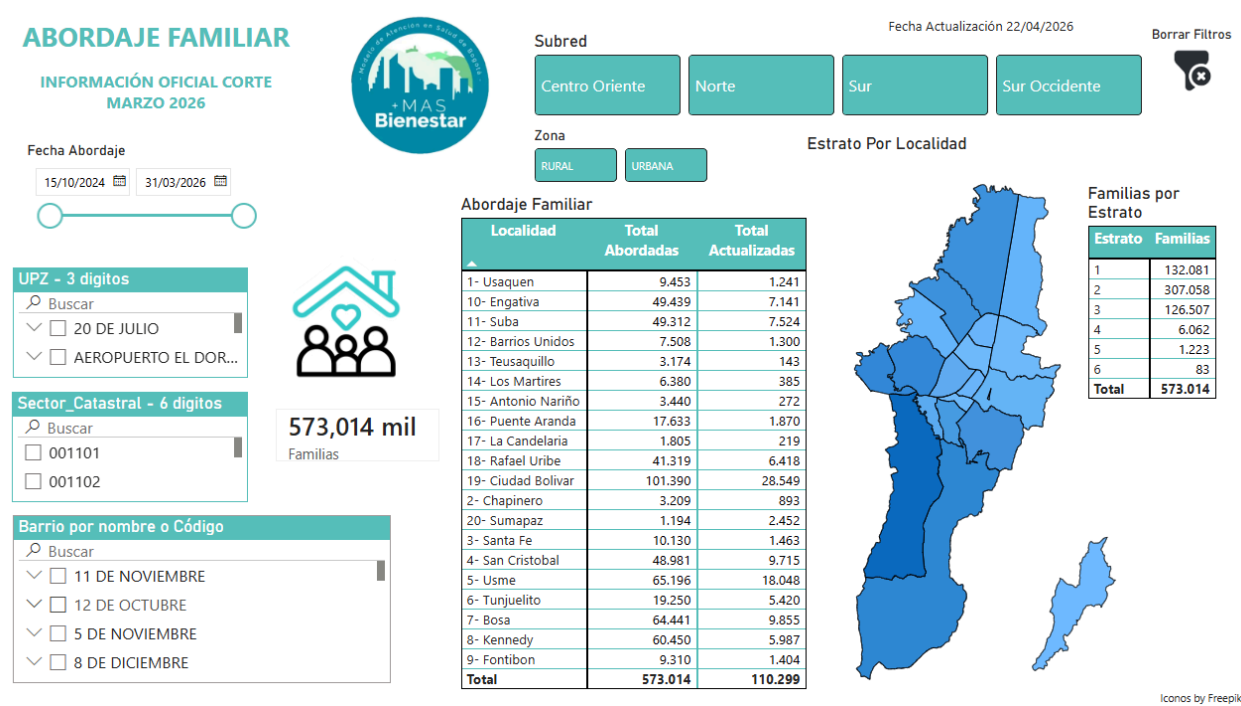 ABORDAJE FAMILIAR
INFORMACIÓN OFICIAL CORTE
MARZO 2026
Modelo de Atención en Salud de Bogotá
+MAS
Bienestar
Fecha Actualización 22/04/2026
Borrar Filtros
Subred
Centro Oriente
Norte
Sur
Sur Occidente
Zona
RURAL
URBANA
Fecha Abordaje
15/10/2024
31/03/2026
UPZ - 3 digitos
Buscar
20 DE JULIO
AEROPUERTO EL DOR...
Sector_Catastral - 6 digitos
Buscar
001101
001102
Barrio por nombre o Código
Buscar
11 DE NOVIEMBRE
12 DE OCTUBRE
5 DE NOVIEMBRE
8 DE DICIEMBRE
573,014 mil
Familias
Abordaje Familiar
Localidad Total Abordadas Total Actualizadas
1- Usaquen 9.453 1.241
10- Engativa 49.439 7.141
11- Suba 49.312 7.524
12- Barrios Unidos 7.508 1.300
13- Teusaquillo 3.174 143
14- Los Martires 6.380 385
15- Antonio Nariño 3.440 272
16- Puente Aranda 17.633 1.870
17- La Candelaria 1.805 219
18- Rafael Uribe 41.319 6.418
19- Ciudad Bolivar 101.390 28.549
2- Chapinero 3.209 893
20- Sumapaz 1.194 2.452
3- Santa Fe 10.130 1.463
4- San Cristobal 48.981 9.715
5- Usme 65.196 18.048
6- Tunjuelito 19.250 5.420
7- Bosa 64.441 9.855
8- Kennedy 60.450 5.987
9- Fontibon 9.310 1.404
Total 573.014 110.299
Estrato Por Localidad
Familias por
Estrato
Estrato Familias
1 132.081
2 307.058
3 126.507
4 6.062
5 1.223
6 83
Total 573.014
Iconos by Freepik